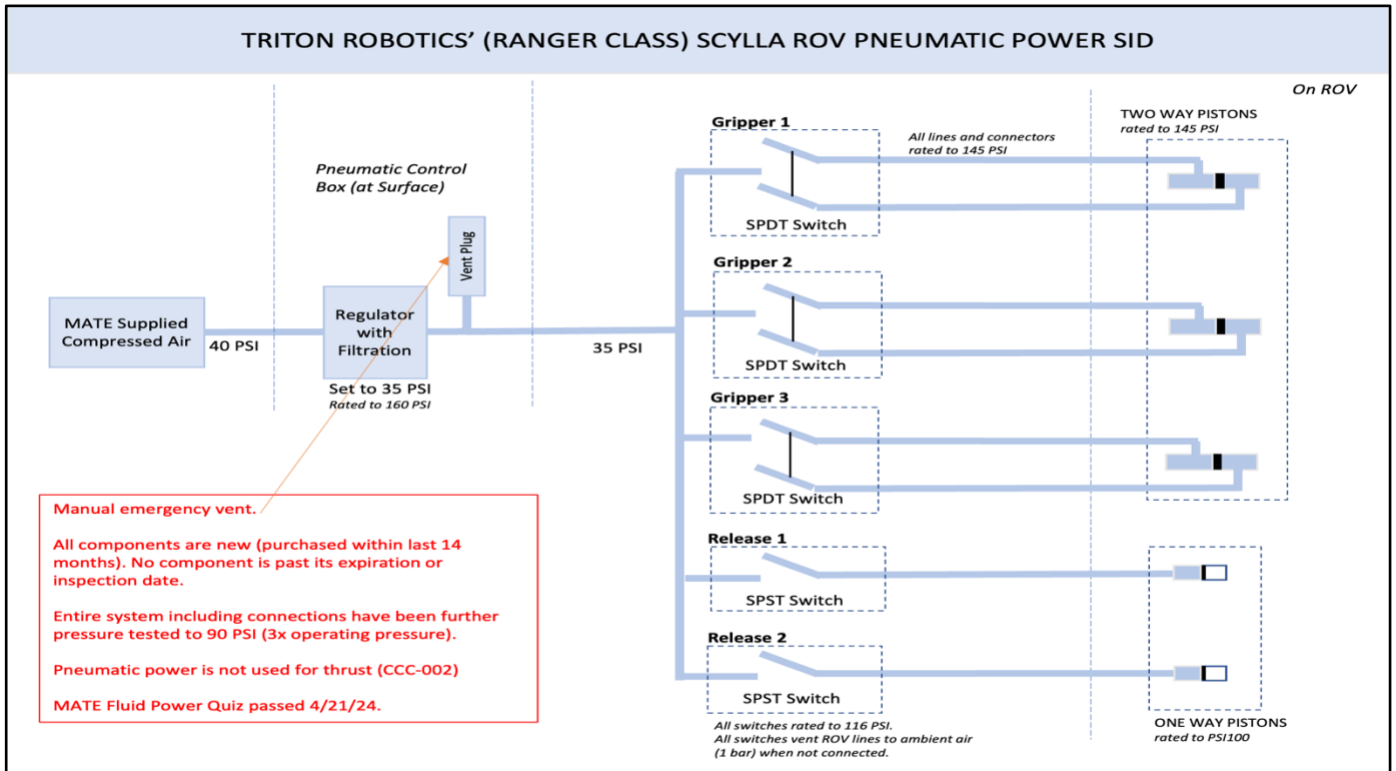 TRITON ROBOTICS' (RANGER CLASS) SCYLLA ROV PNEUMATIC POWER SID
On ROV
Pneumatic Control
Box (at Surface)
Vent Plug
MATE Supplied
Compressed Air
40 PSI
Regulator
with
Filtration
Set to 35 PSI
Rated to 160 PSI
35 PSI
Gripper 1
SPDT Switch
All lines and connectors
rated to 145 PSI
TWO WAY PISTONS
rated to 145 PSI
Gripper 2
SPDT Switch
Gripper 3
SPDT Switch
Release 1
SPST Switch
Release 2
SPST Switch
All switches rated to 116 PSI.
All switches vent ROV lines to ambient air
(1 bar) when not connected.
ONE WAY PISTONS
rated to PSI100
Manual emergency vent.
All components are new (purchased within last 14
months). No component is past its expiration or
inspection date.
Entire system including connections have been further
pressure tested to 90 PSI (3x operating pressure).
Pneumatic power is not used for thrust (CCC-002)
MATE Fluid Power Quiz passed 4/21/24.